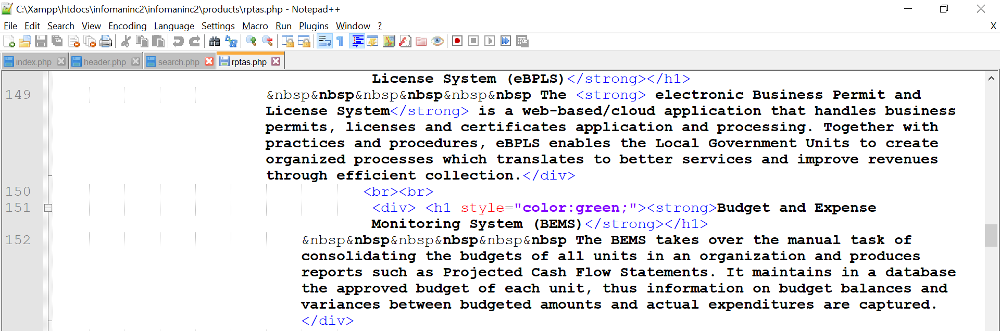 C:\Xampp\htdocs\infomaninc2\infomaninc2\products\rptas.php - Notepad++
File Edit Search View Encoding Language Settings Macro Run Plugins Window ? X
index.php header.php search.php rptas.php
License System (eBPLS)</strong></h1>
149 &nbsp&nbsp&nbsp&nbsp&nbsp&nbsp The <strong> electronic Business Permit and
License System</strong> is a web-based/cloud application that handles business
permits, licenses and certificates application and processing. Together with
practices and procedures, eBPLS enables the Local Government Units to create
organized processes which translates to better services and improve revenues
through efficient collection.</div>
150 <br><br>
151 <div> <h1 style="color:green;"><strong>Budget and Expense
Monitoring System (BEMS)</strong></h1>
152 &nbsp&nbsp&nbsp&nbsp&nbsp&nbsp The BEMS takes over the manual task of
consolidating the budgets of all units in an organization and produces
reports such as Projected Cash Flow Statements. It maintains in a database
the approved budget of each unit, thus information on budget balances and
variances between budgeted amounts and actual expenditures are captured.
</div>